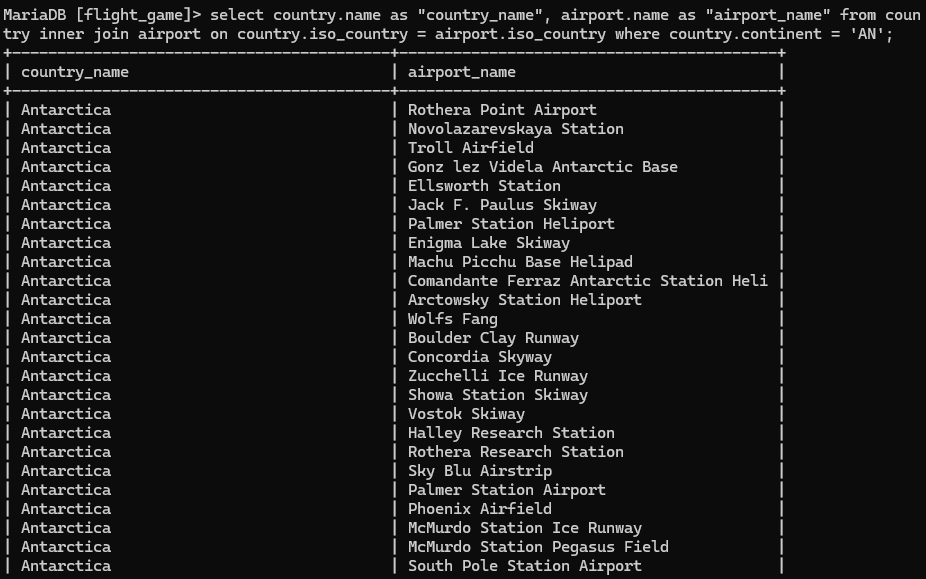 MariaDB [flight_game]> select country.name as "country_name", airport.name as "airport_name" from coun
try inner join airport on country.iso_country = airport.iso_country where country.continent = 'AN';
+------------------------------------------+------------------------------------------+
| country_name | airport_name |
+------------------------------------------+------------------------------------------+
| Antarctica | Rothera Point Airport |
| Antarctica | Novolazarevskaya Station |
| Antarctica | Troll Airfield |
| Antarctica | Gonz lez Videla Antarctic Base |
| Antarctica | Ellsworth Station |
| Antarctica | Jack F. Paulus Skiway |
| Antarctica | Palmer Station Heliport |
| Antarctica | Enigma Lake Skiway |
| Antarctica | Machu Picchu Base Helipad |
| Antarctica | Comandante Ferraz Antarctic Station Heli |
| Antarctica | Arctowsky Station Heliport |
| Antarctica | Wolfs Fang |
| Antarctica | Boulder Clay Runway |
| Antarctica | Concordia Skyway |
| Antarctica | Zucchelli Ice Runway |
| Antarctica | Showa Station Skiway |
| Antarctica | Vostok Skiway |
| Antarctica | Halley Research Station |
| Antarctica | Rothera Research Station |
| Antarctica | Sky Blu Airstrip |
| Antarctica | Palmer Station Airport |
| Antarctica | Phoenix Airfield |
| Antarctica | McMurdo Station Ice Runway |
| Antarctica | McMurdo Station Pegasus Field |
| Antarctica | South Pole Station Airport |